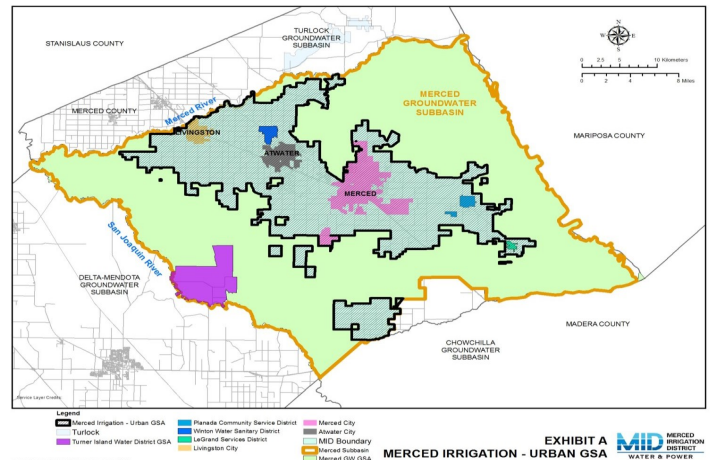 STANISLAUS COUNTY
TURLOCK
GROUNDWATER
SUBBASIN
N
W
E
S
0 2.5 5 10 Kilometers
0 2 4 8 Miles
MERCED COUNTY
Merced River
MERCED
GROUNDWATER
SUBBASIN
MARIPOSA COUNTY
LIVINGSTON
ATWATER
MERCED
San Joaquin River
DELTA-MENDOTA
GROUNDWATER
SUBBASIN
MADERA COUNTY
CHOWCHILLA
GROUNDWATER
SUBBASIN
Service Layer Credits:
Legend
Merced Irrigation - Urban GSA
Turlock
Turner Island Water District GSA
Planada Community Service District
Winton Water Sanitary District
LeGrand Services District
Livingston City
Merced City
Atwater City
MID Boundary
Merced Subbasin
Merced GW GSA
EXHIBIT A
MERCED IRRIGATION - URBAN GSA
MID
MERCED
IRRIGATION
DISTRICT
WATER & POWER